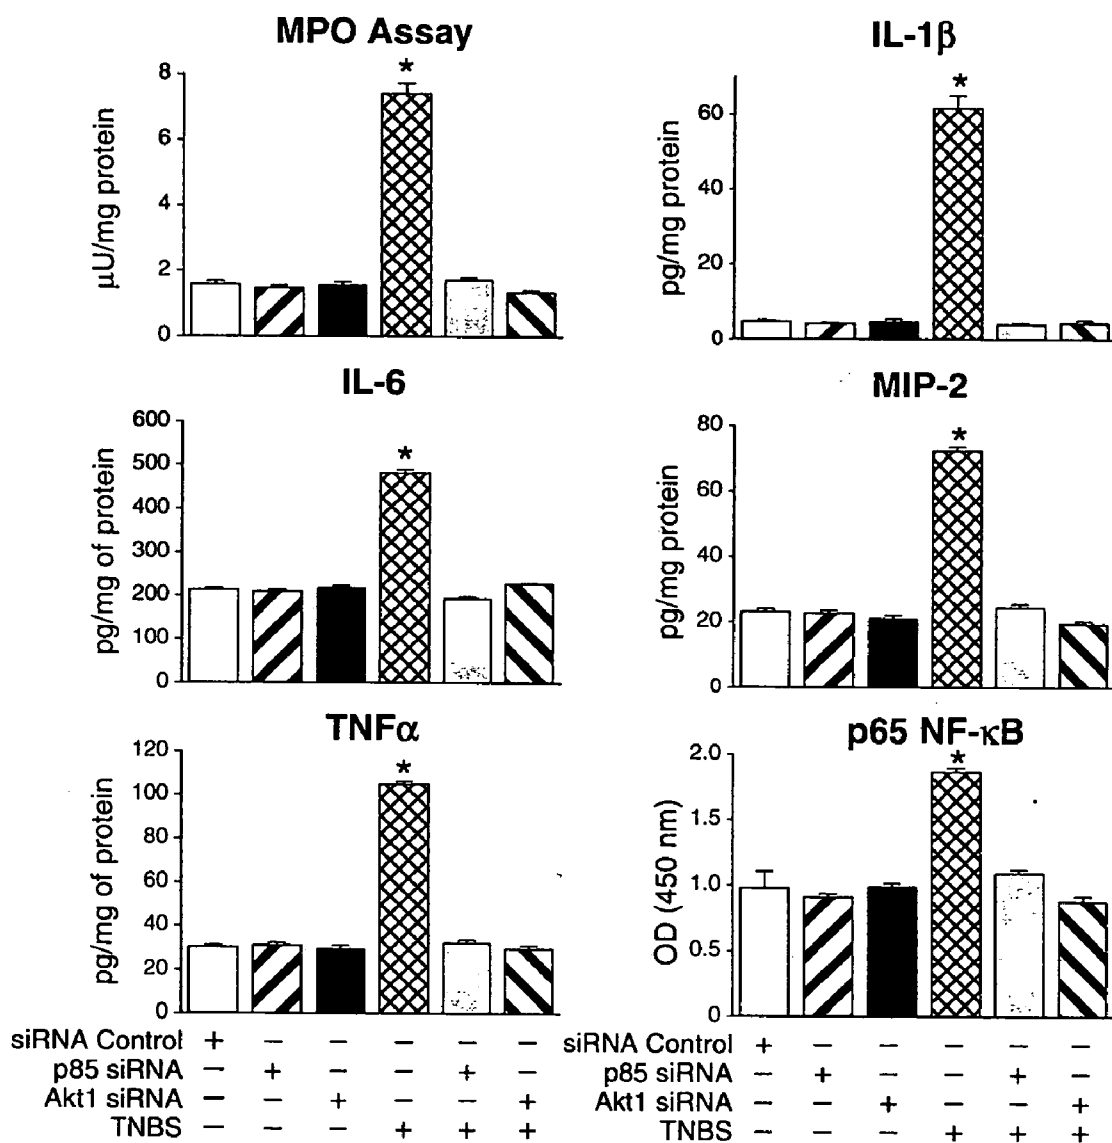 MPO Assay
*
8
6
4
2
0
µU/mg protein
IL-1β
*
60
40
20
0
pg/mg protein
IL-6
*
600
500
400
300
200
100
0
pg/mg of protein
MIP-2
*
80
60
40
20
0
pg/mg protein
TNFα
*
120
100
80
60
40
20
0
pg/mg of protein
p65 NF-κB
*
2.0
1.5
1.0
0.5
0
OD (450 nm)
siRNA Control + − − − − −
p85 siRNA − + − − + −
Akt1 siRNA − − + − − +
TNBS − − − + + +
siRNA Control + − − − − −
p85 siRNA − + − − + −
Akt1 siRNA − − + − − +
TNBS − − − + + +